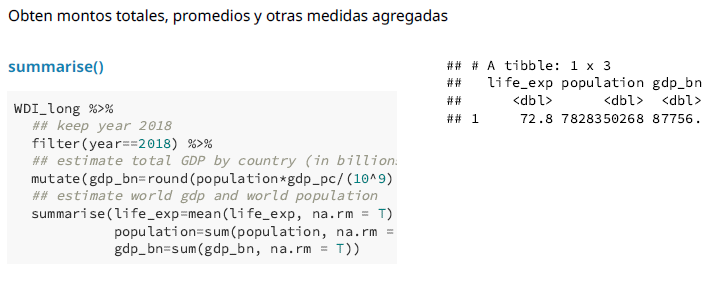 Obten montos totales, promedios y otras medidas agregadas
summarise()
WDI_long %>%
## keep year 2018
filter(year==2018) %>%
## estimate total GDP by country (in billion
mutate(gdp_bn=round(population*gdp_pc/(10^9)
## estimate world gdp and world population
summarise(life_exp=mean(life_exp, na.rm = T)
population=sum(population, na.rm =
gdp_bn=sum(gdp_bn, na.rm = T))
## # A tibble: 1 x 3
## life_exp population gdp_bn
## <dbl> <dbl> <dbl>
## 1 72.8 7828350268 87756.